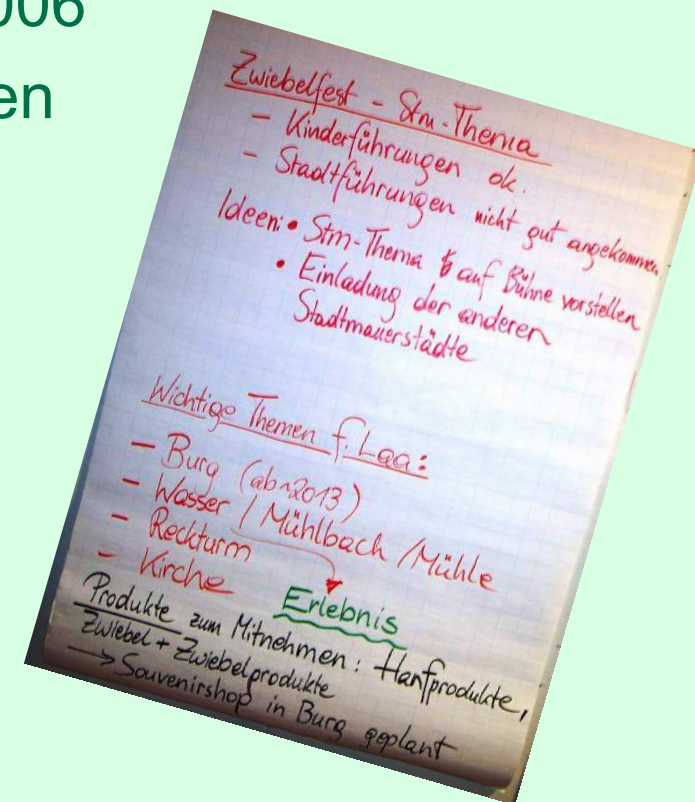 006
en
Zwiebelfest - Stm-Thema
- Kinderführungen ok.
- Stadtführungen nicht gut angekommen
Ideen: • Stm-Thema auf Bühne vorstellen
• Einladung der anderen
Stadtmauerstädte
Wichtige Themen f. Laa:
- Burg (ab~2013)
- Wasser / Mühlbach / Mühle
- Reckturm
- Kirche
Erlebnis
Produkte zum Mitnehmen: Hanfprodukte,
Zwiebel + Zwiebelprodukte
-> Souvenirshop in Burg geplant